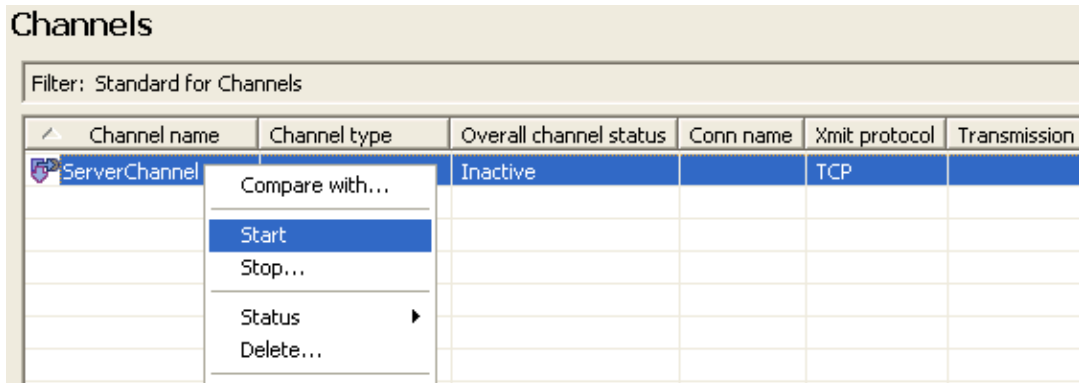 Channels
Filter: Standard for Channels
Channel name Channel type Overall channel status Conn name Xmit protocol Transmission
ServerChannel Inactive TCP
Compare with...
Start
Stop...
Status
Delete...